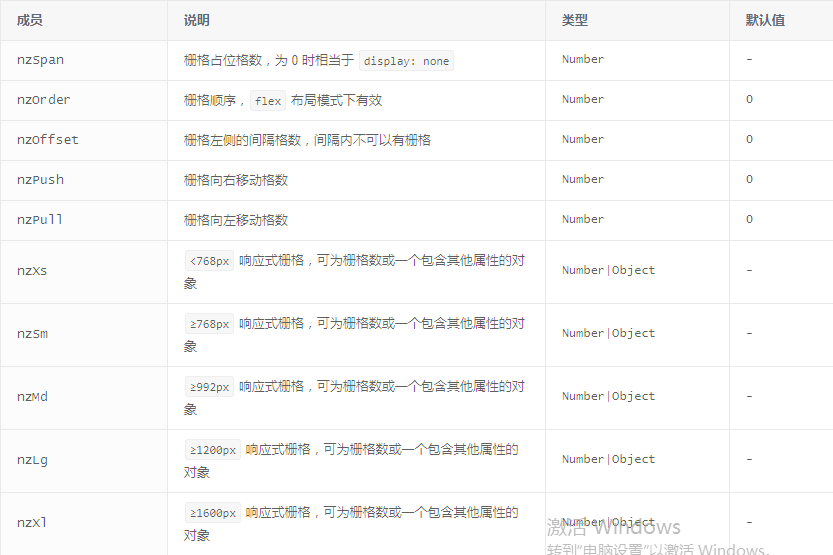 成员 说明 类型 默认值
nzSpan 栅格占位格数，为 0 时相当于 display: none Number -
nzOrder 栅格顺序，flex 布局模式下有效 Number 0
nzOffset 栅格左侧的间隔格数，间隔内不可以有栅格 Number 0
nzPush 栅格向右移动格数 Number 0
nzPull 栅格向左移动格数 Number 0
nzXs <768px 响应式栅格，可为栅格数或一个包含其他属性的对 Number|Object -
象
nzSm ≥768px 响应式栅格，可为栅格数或一个包含其他属性的对 Number|Object -
象
nzMd ≥992px 响应式栅格，可为栅格数或一个包含其他属性的对 Number|Object -
象
nzLg ≥1200px 响应式栅格，可为栅格数或一个包含其他属性的 Number|Object -
对象
nzXl ≥1600px 响应式栅格，可为栅格数或一个包含其他属性的 Number|Object -
对象
激活 Windows
转到"电脑设置"以激活 Windows。